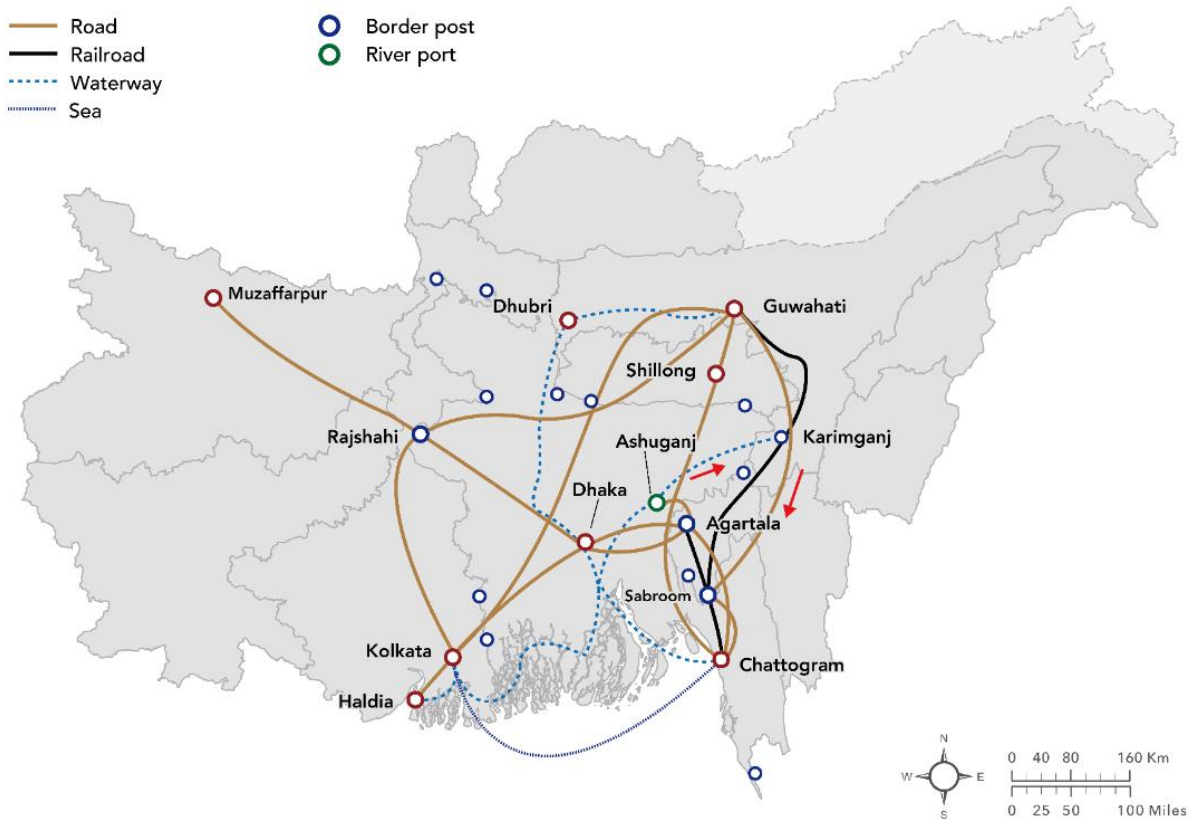 Road
Railroad
Waterway
Sea
Border post
River port
Muzaffarpur
Dhubri
Guwahati
Shillong
Rajshahi
Ashuganj
Karimganj
Dhaka
Agartala
Sabroom
Kolkata
Chattogram
Haldia
N
W E
S
0 40 80 160 Km
0 25 50 100 Miles